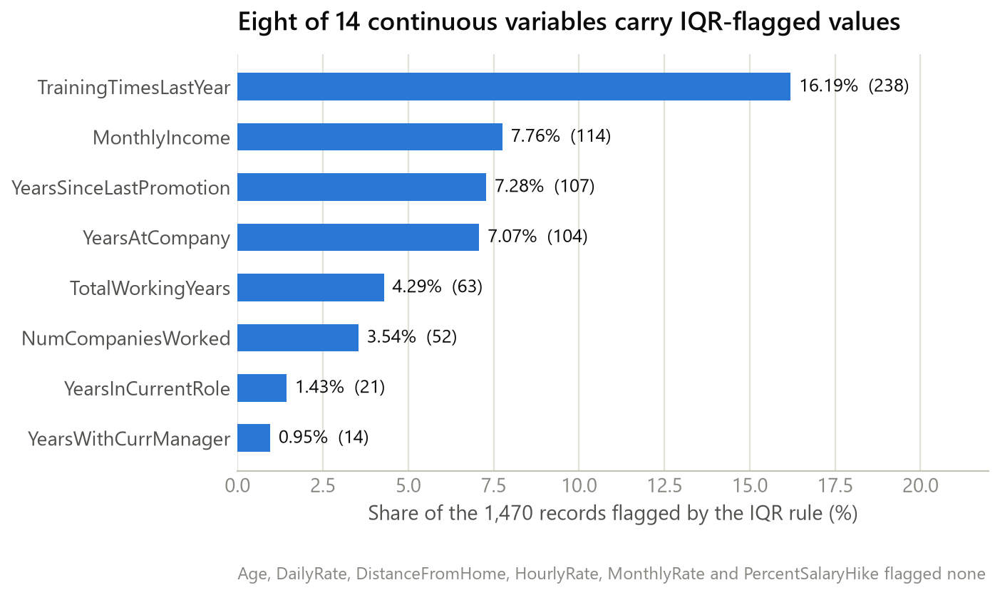 Eight of 14 continuous variables carry IQR-flagged values
TrainingTimesLastYear 16.19% (238)
MonthlyIncome 7.76% (114)
YearsSinceLastPromotion 7.28% (107)
YearsAtCompany 7.07% (104)
TotalWorkingYears 4.29% (63)
NumCompaniesWorked 3.54% (52)
YearsInCurrentRole 1.43% (21)
YearsWithCurrManager 0.95% (14)
0.0 2.5 5.0 7.5 10.0 12.5 15.0 17.5 20.0
Share of the 1,470 records flagged by the IQR rule (%)
Age, DailyRate, DistanceFromHome, HourlyRate, MonthlyRate and PercentSalaryHike flagged none